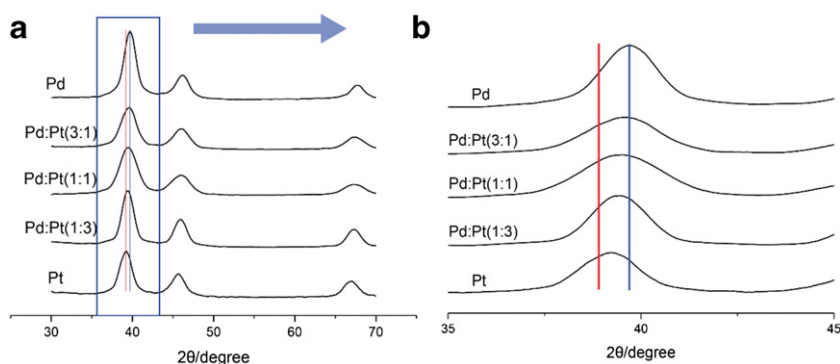 a
Pd
Pd:Pt(3:1)
Pd:Pt(1:1)
Pd:Pt(1:3)
Pt
30 40 50 60 70
2θ/degree
b
Pd
Pd:Pt(3:1)
Pd:Pt(1:1)
Pd:Pt(1:3)
Pt
35 40 45
2θ/degree